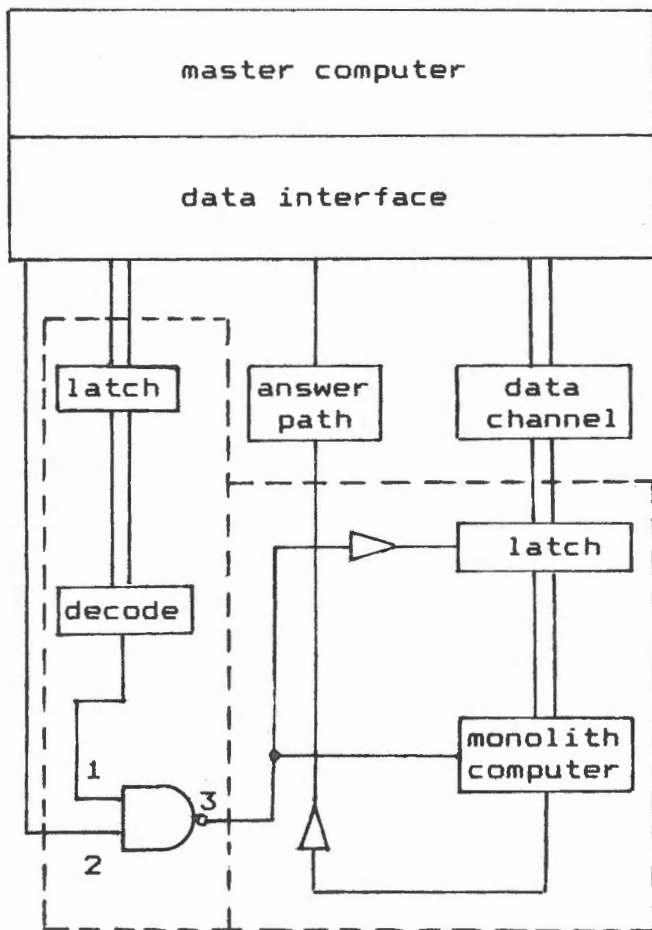 master computer
data interface
latch
answer
path
data
channel
latch
decode
monolith
computer
1
3
2